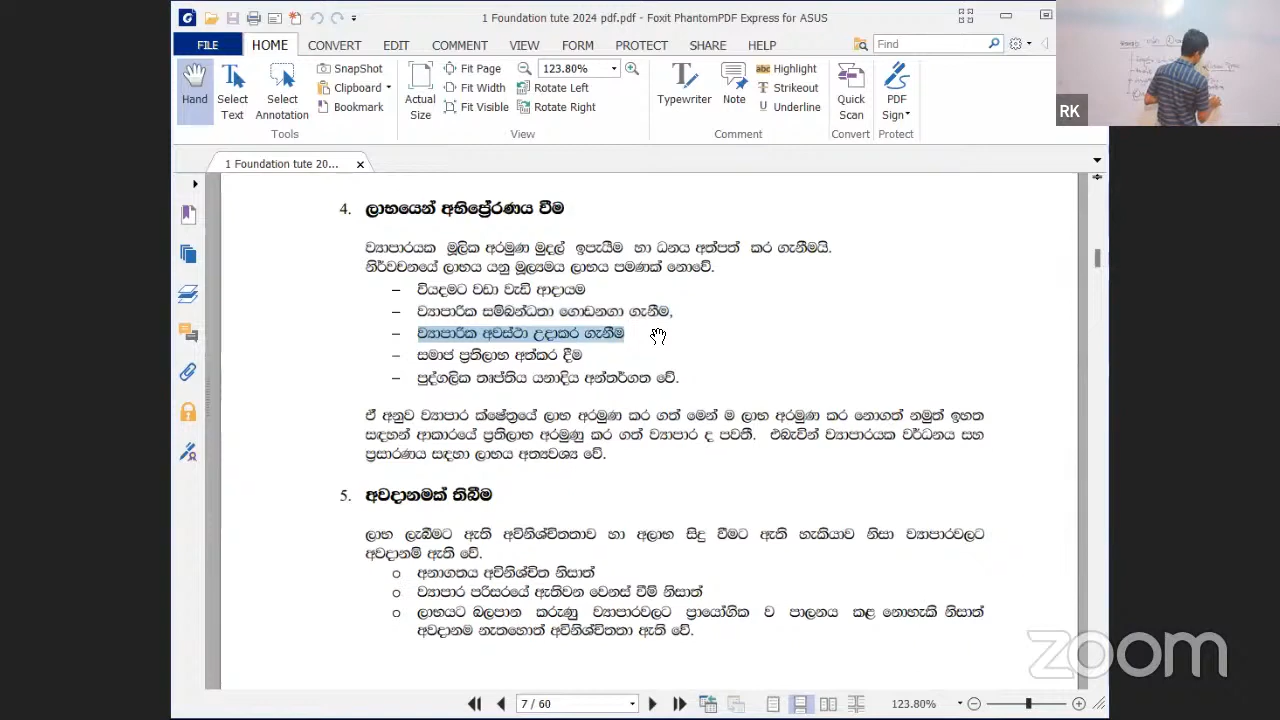 1 Foundation tute 2024 pdf.pdf - Foxit PhantomPDF Express for ASUS
FILE HOME CONVERT EDIT COMMENT VIEW FORM PROTECT SHARE HELP
Find
Hand
Select Text
Select Annotation
SnapShot
Clipboard
Bookmark
Tools
Actual Size
Fit Page
Fit Width
Fit Visible
123.80%
Rotate Left
Rotate Right
View
Typewriter
Note
Highlight
Strikeout
Underline
Comment
Quick Scan
Convert
PDF Sign
Protect
RK
1 Foundation tute 20...
4. ලාභයෙන් අභිප්‍රේරණය වීම
ව්‍යාපාරයක මූලික අරමුණ මුදල් ඉපැයීම හා ධනය අත්පත් කර ගැනීමයි.
නිර්වචනයේ ලාභය යනු මූල්‍යමය ලාභය පමණක් නොවේ.
– වියදමට වඩා වැඩි ආදායම
– ව්‍යාපාරික සම්බන්ධතා ගොඩනගා ගැනීම,
– ව්‍යාපාරික අවස්ථා උදාකර ගැනීම
– සමාජ ප්‍රතිලාභ අත්කර දීම
– පුද්ගලික තෘප්තිය යනාදිය අන්තර්ගත වේ.
ඒ අනුව ව්‍යාපාර ක්ෂේත්‍රයේ ලාභ අරමුණ කර ගත් මෙන් ම ලාභ අරමුණ කර නොගත් නමුත් ඉහත
සඳහන් ආකාරයේ ප්‍රතිලාභ අරමුණු කර ගත් ව්‍යාපාර ද පවතී. එබැවින් ව්‍යාපාරයක වර්ධනය සහ
ප්‍රසාරණය සඳහා ලාභය අත්‍යවශ්‍ය වේ.
5. අවදානමක් තිබීම
ලාභ ලැබීමට ඇති අවිනිශ්චිතතාව හා අලාභ සිදු වීමට ඇති හැකියාව නිසා ව්‍යාපාරවලට
අවදානම් ඇති වේ.
o අනාගතය අවිනිශ්චිත නිසාත්
o ව්‍යාපාර පරිසරයේ ඇතිවන වෙනස් වීම් නිසාත්
o ලාභයට බලපාන කරුණු ව්‍යාපාරවලට ප්‍රායෝගික ව පාලනය කළ නොහැකි නිසාත්
අවදානම නැතහොත් අවිනිශ්චිතතා ඇති වේ.
zoom
7 / 60
123.80%